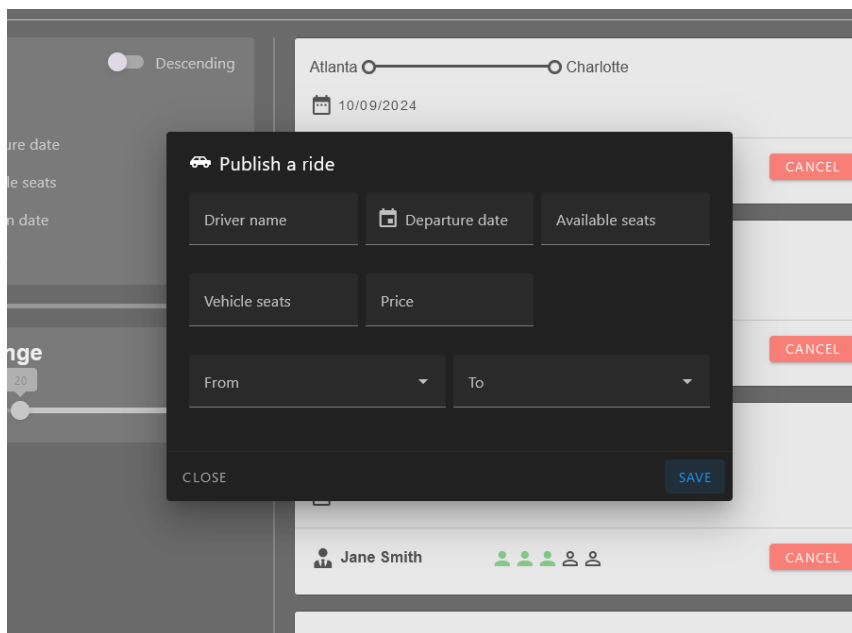 Descending
ure date
le seats
n date
nge
20
Atlanta Charlotte
10/09/2024
CANCEL
Publish a ride
Driver name Departure date Available seats
Vehicle seats Price
From To
CLOSE SAVE
CANCEL
Jane Smith CANCEL